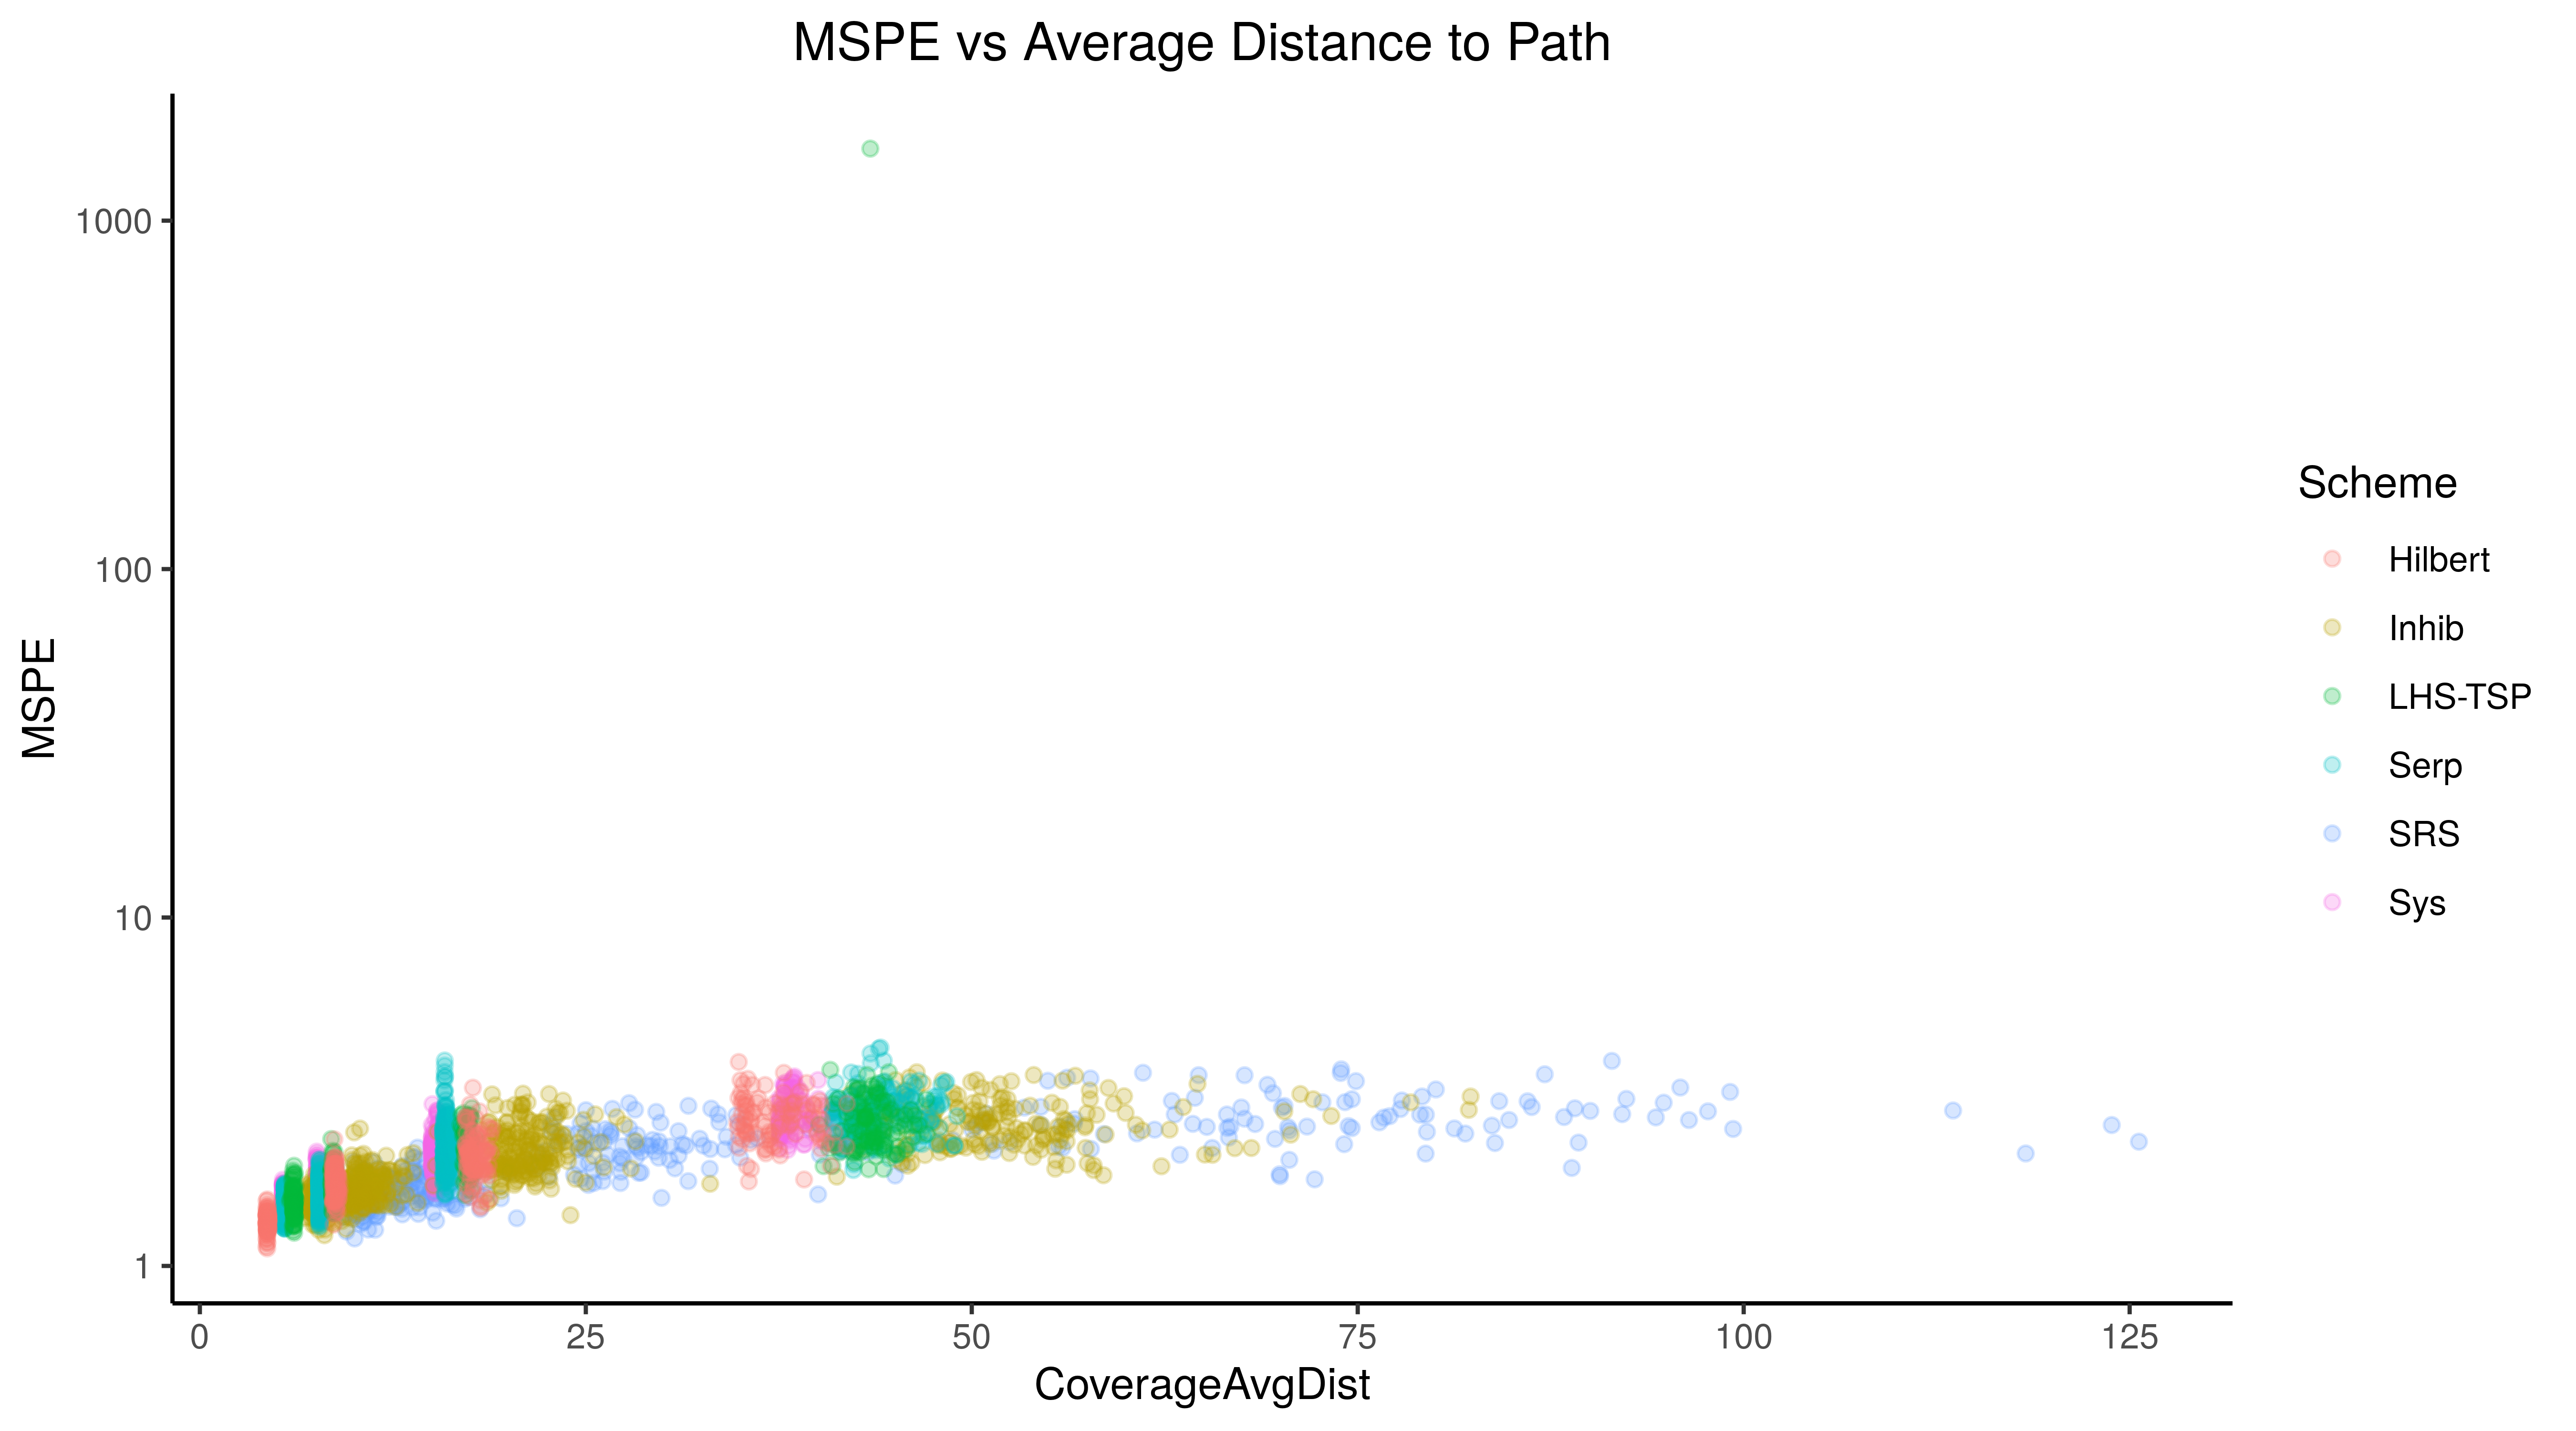 MSPE vs Average Distance to Path
MSPE
1000
100
10
1
0
25
50
75
100
125
CoverageAvgDist
Scheme
Hilbert
Inhib
LHS-TSP
Serp
SRS
Sys